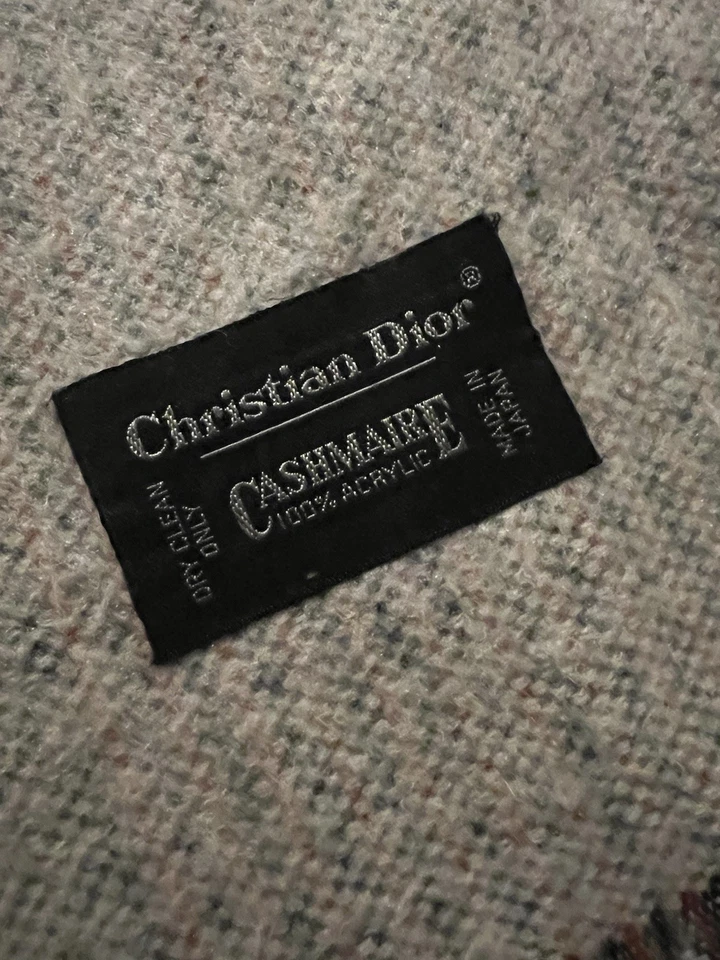 Christian Dior®
CASHMAIRE
100% ACRYLIC
DRY CLEAN
ONLY
MADE IN
JAPAN